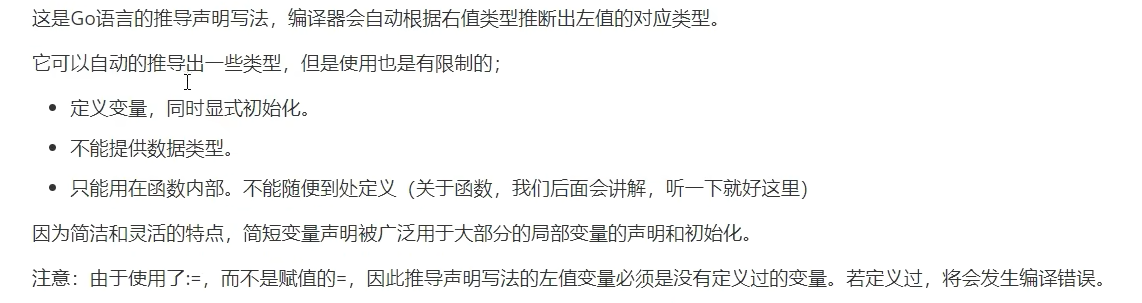 这是Go语言的推导声明写法，编译器会自动根据右值类型推断出左值的对应类型。
它可以自动的推导出一些类型，但是使用也是有限制的；
• 定义变量，同时显式初始化。
• 不能提供数据类型。
• 只能用在函数内部。不能随便到处定义（关于函数，我们后面会讲解，听一下就好这里）
因为简洁和灵活的特点，简短变量声明被广泛用于大部分的局部变量的声明和初始化。
注意：由于使用了:=，而不是赋值的=，因此推导声明写法的左值变量必须是没有定义过的变量。若定义过，将会发生编译错误。